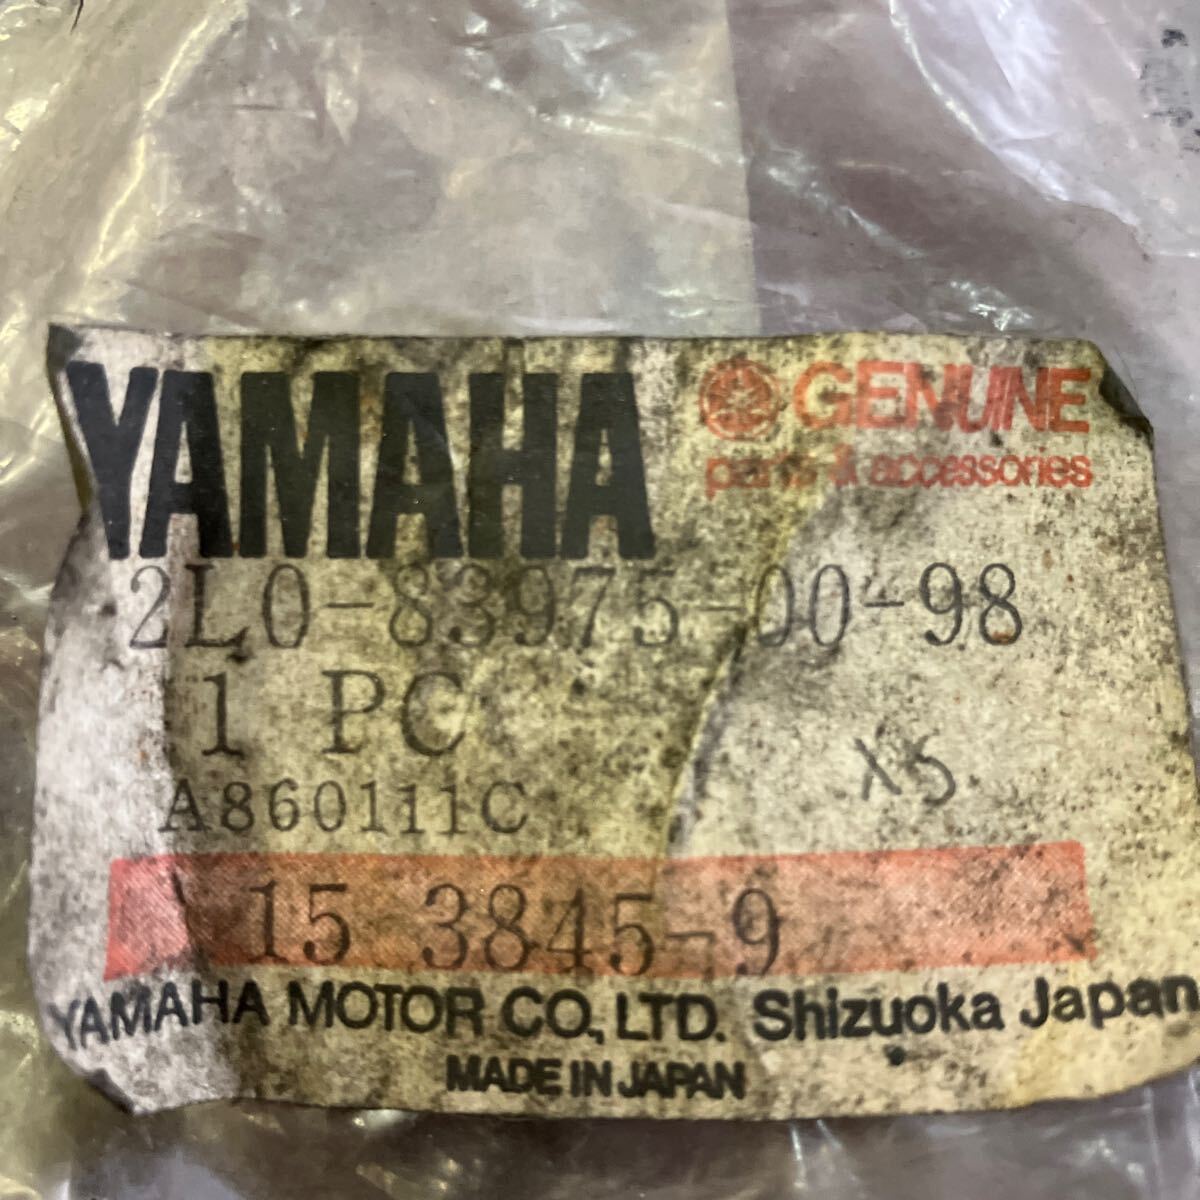 YAMAHA
GENUINE
parts & accessories
2L0-83975-00-98
1 PC
XS
A860111C
15 3845-9
YAMAHA MOTOR CO., LTD. Shizuoka Japan
MADE IN JAPAN